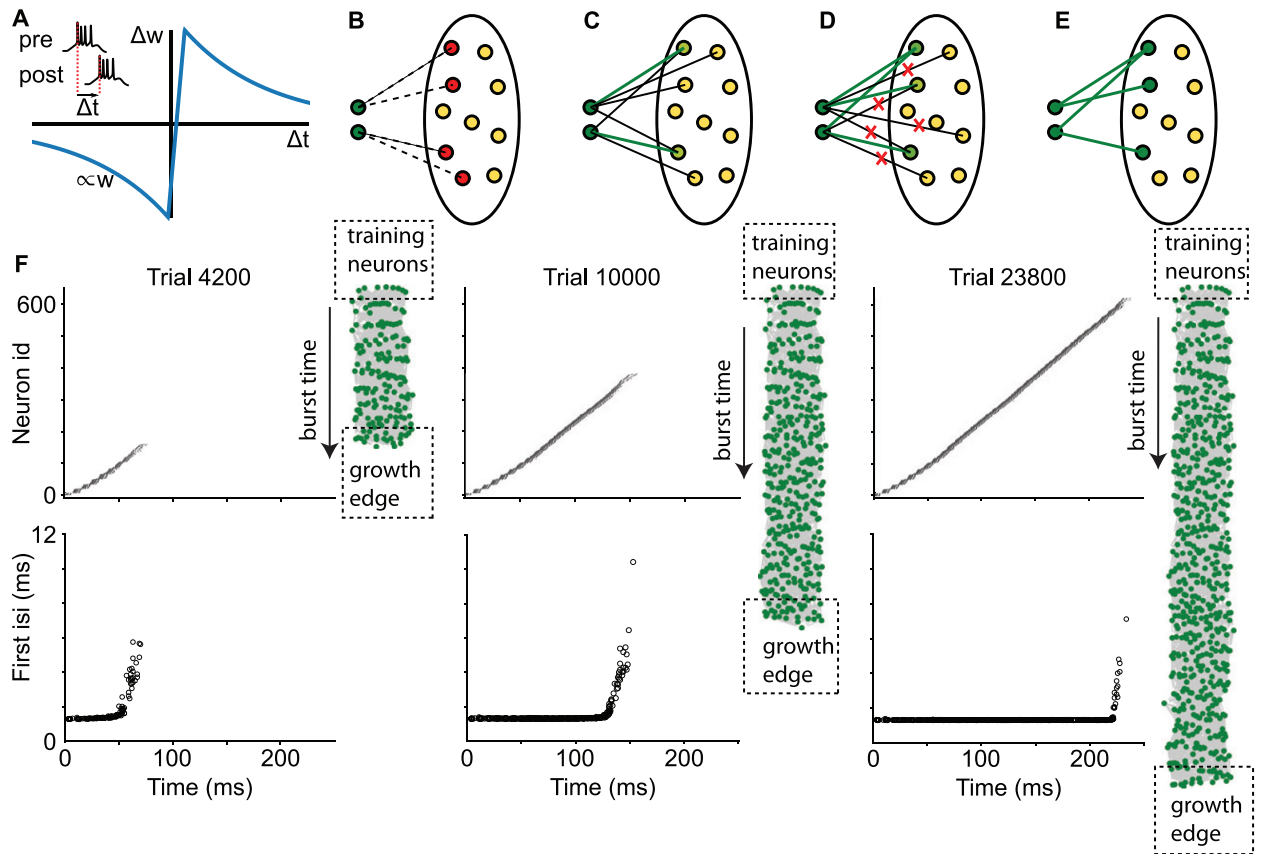 A
pre
post
Δt
Δw
Δt
∝w
B
C
D
E
F
Trial 4200
Neuron id
600
0
burst time
training
neurons
growth
edge
Trial 10000
burst time
training
neurons
growth
edge
Trial 23800
burst time
training
neurons
growth
edge
First isi (ms)
12
0
0
100
200
Time (ms)
0
100
200
Time (ms)
0
100
200
Time (ms)